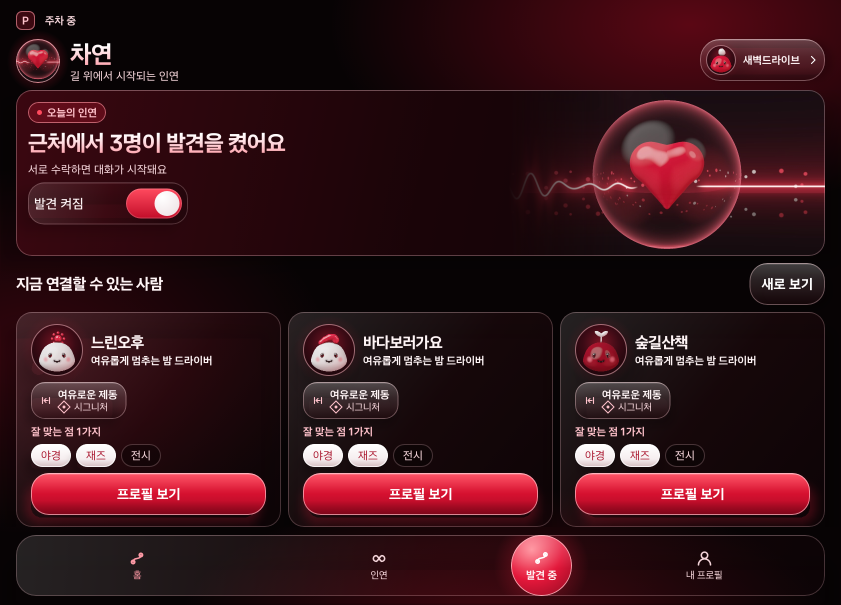 P 주차 중
차연
길 위에서 시작되는 인연
새벽드라이브
오늘의 인연
근처에서 3명이 발견을 켰어요
서로 수락하면 대화가 시작돼요
발견 켜짐
지금 연결할 수 있는 사람
새로 보기
느린오후
여유롭게 멈추는 밤 드라이버
여유로운 제동
시그니처
잘 맞는 점 1가지
야경 재즈 전시
프로필 보기
바다보러가요
여유롭게 멈추는 밤 드라이버
여유로운 제동
시그니처
잘 맞는 점 1가지
야경 재즈 전시
프로필 보기
숲길산책
여유롭게 멈추는 밤 드라이버
여유로운 제동
시그니처
잘 맞는 점 1가지
야경 재즈 전시
프로필 보기
홈 인연 발견 중 내 프로필